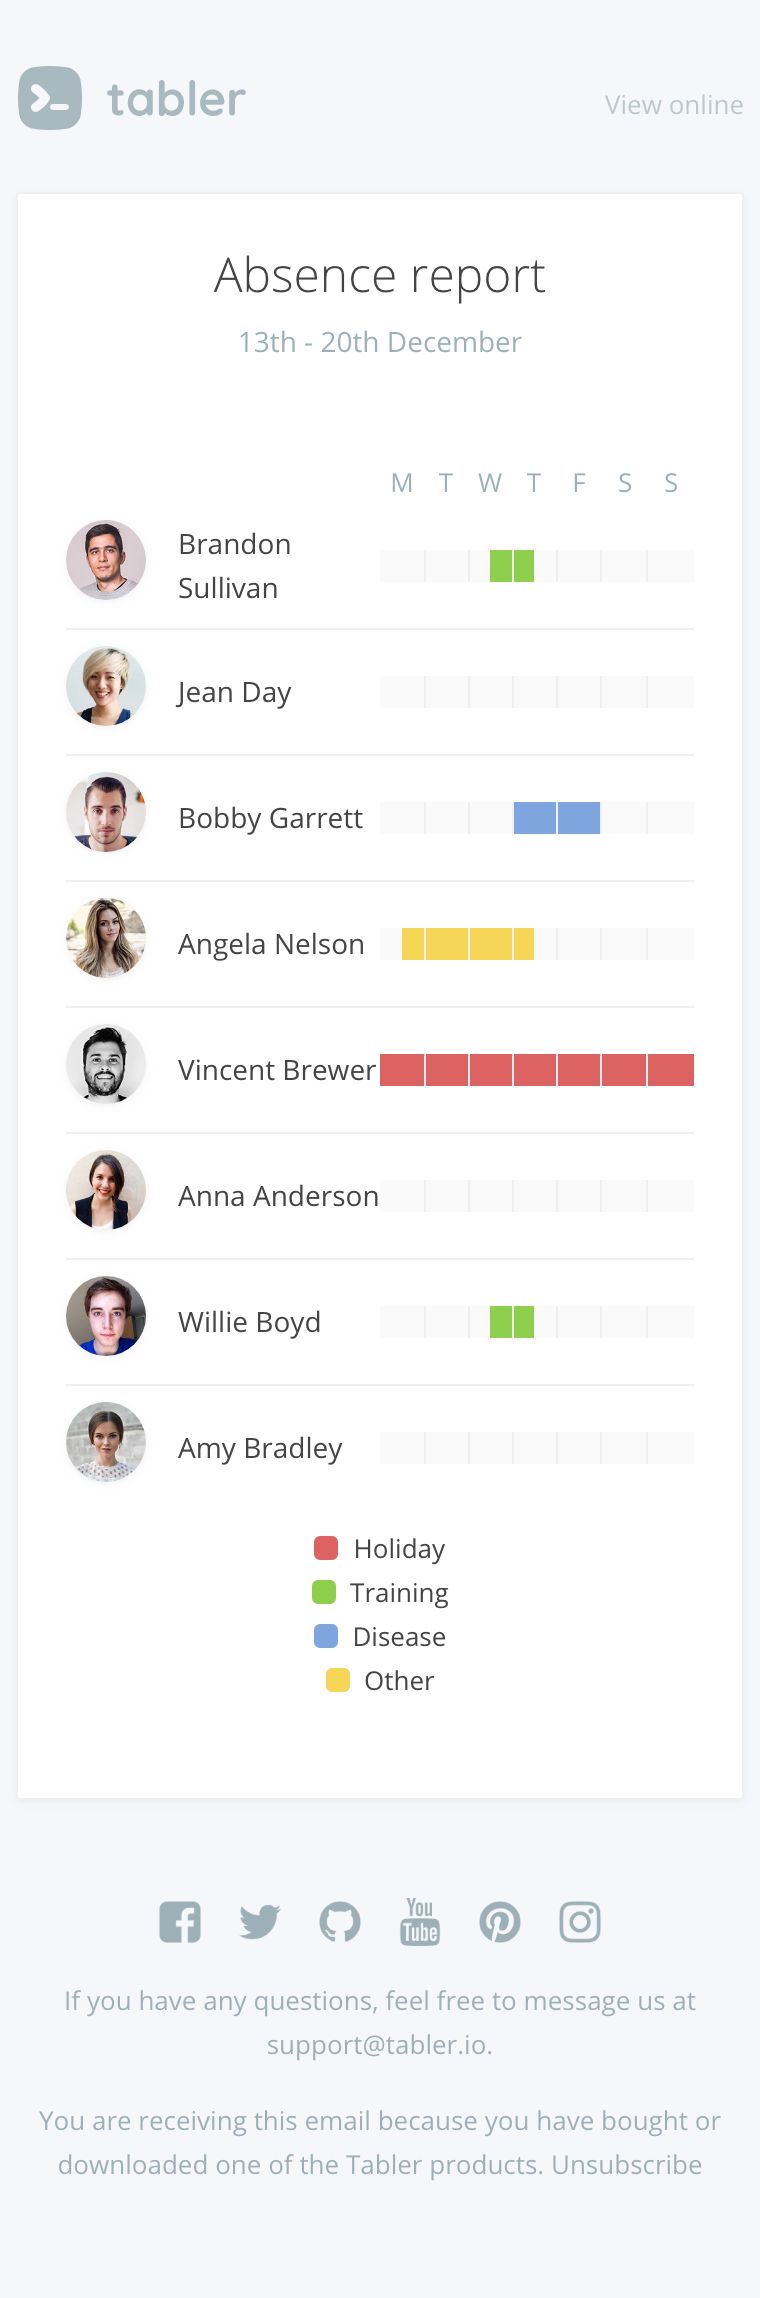 tabler
View online
Absence report
13th - 20th December
M T W T F S S
Brandon
Sullivan
Jean Day
Bobby Garrett
Angela Nelson
Vincent Brewer
Anna Anderson
Willie Boyd
Amy Bradley
Holiday
Training
Disease
Other
You
Tube
If you have any questions, feel free to message us at
support@tabler.io.
You are receiving this email because you have bought or
downloaded one of the Tabler products. Unsubscribe